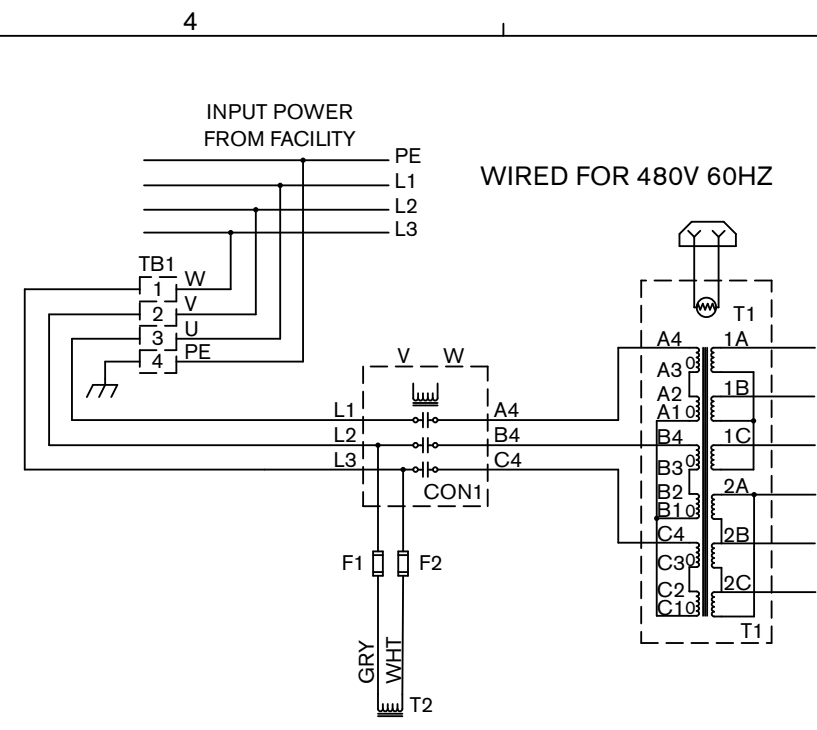 4
INPUT POWER
FROM FACILITY
PE
L1
L2
L3
WIRED FOR 480V 60HZ
TB1
1 W
2 V
3 U
4 PE
V W
L1 A4
L2 B4
L3 C4
CON1
F1 F2
GRY
WHT
T2
T1
A4 1A
A3
A2 1B
A1
B4 1C
B3
B2 2A
B1
C4 2B
C3
C2 2C
C1
T1